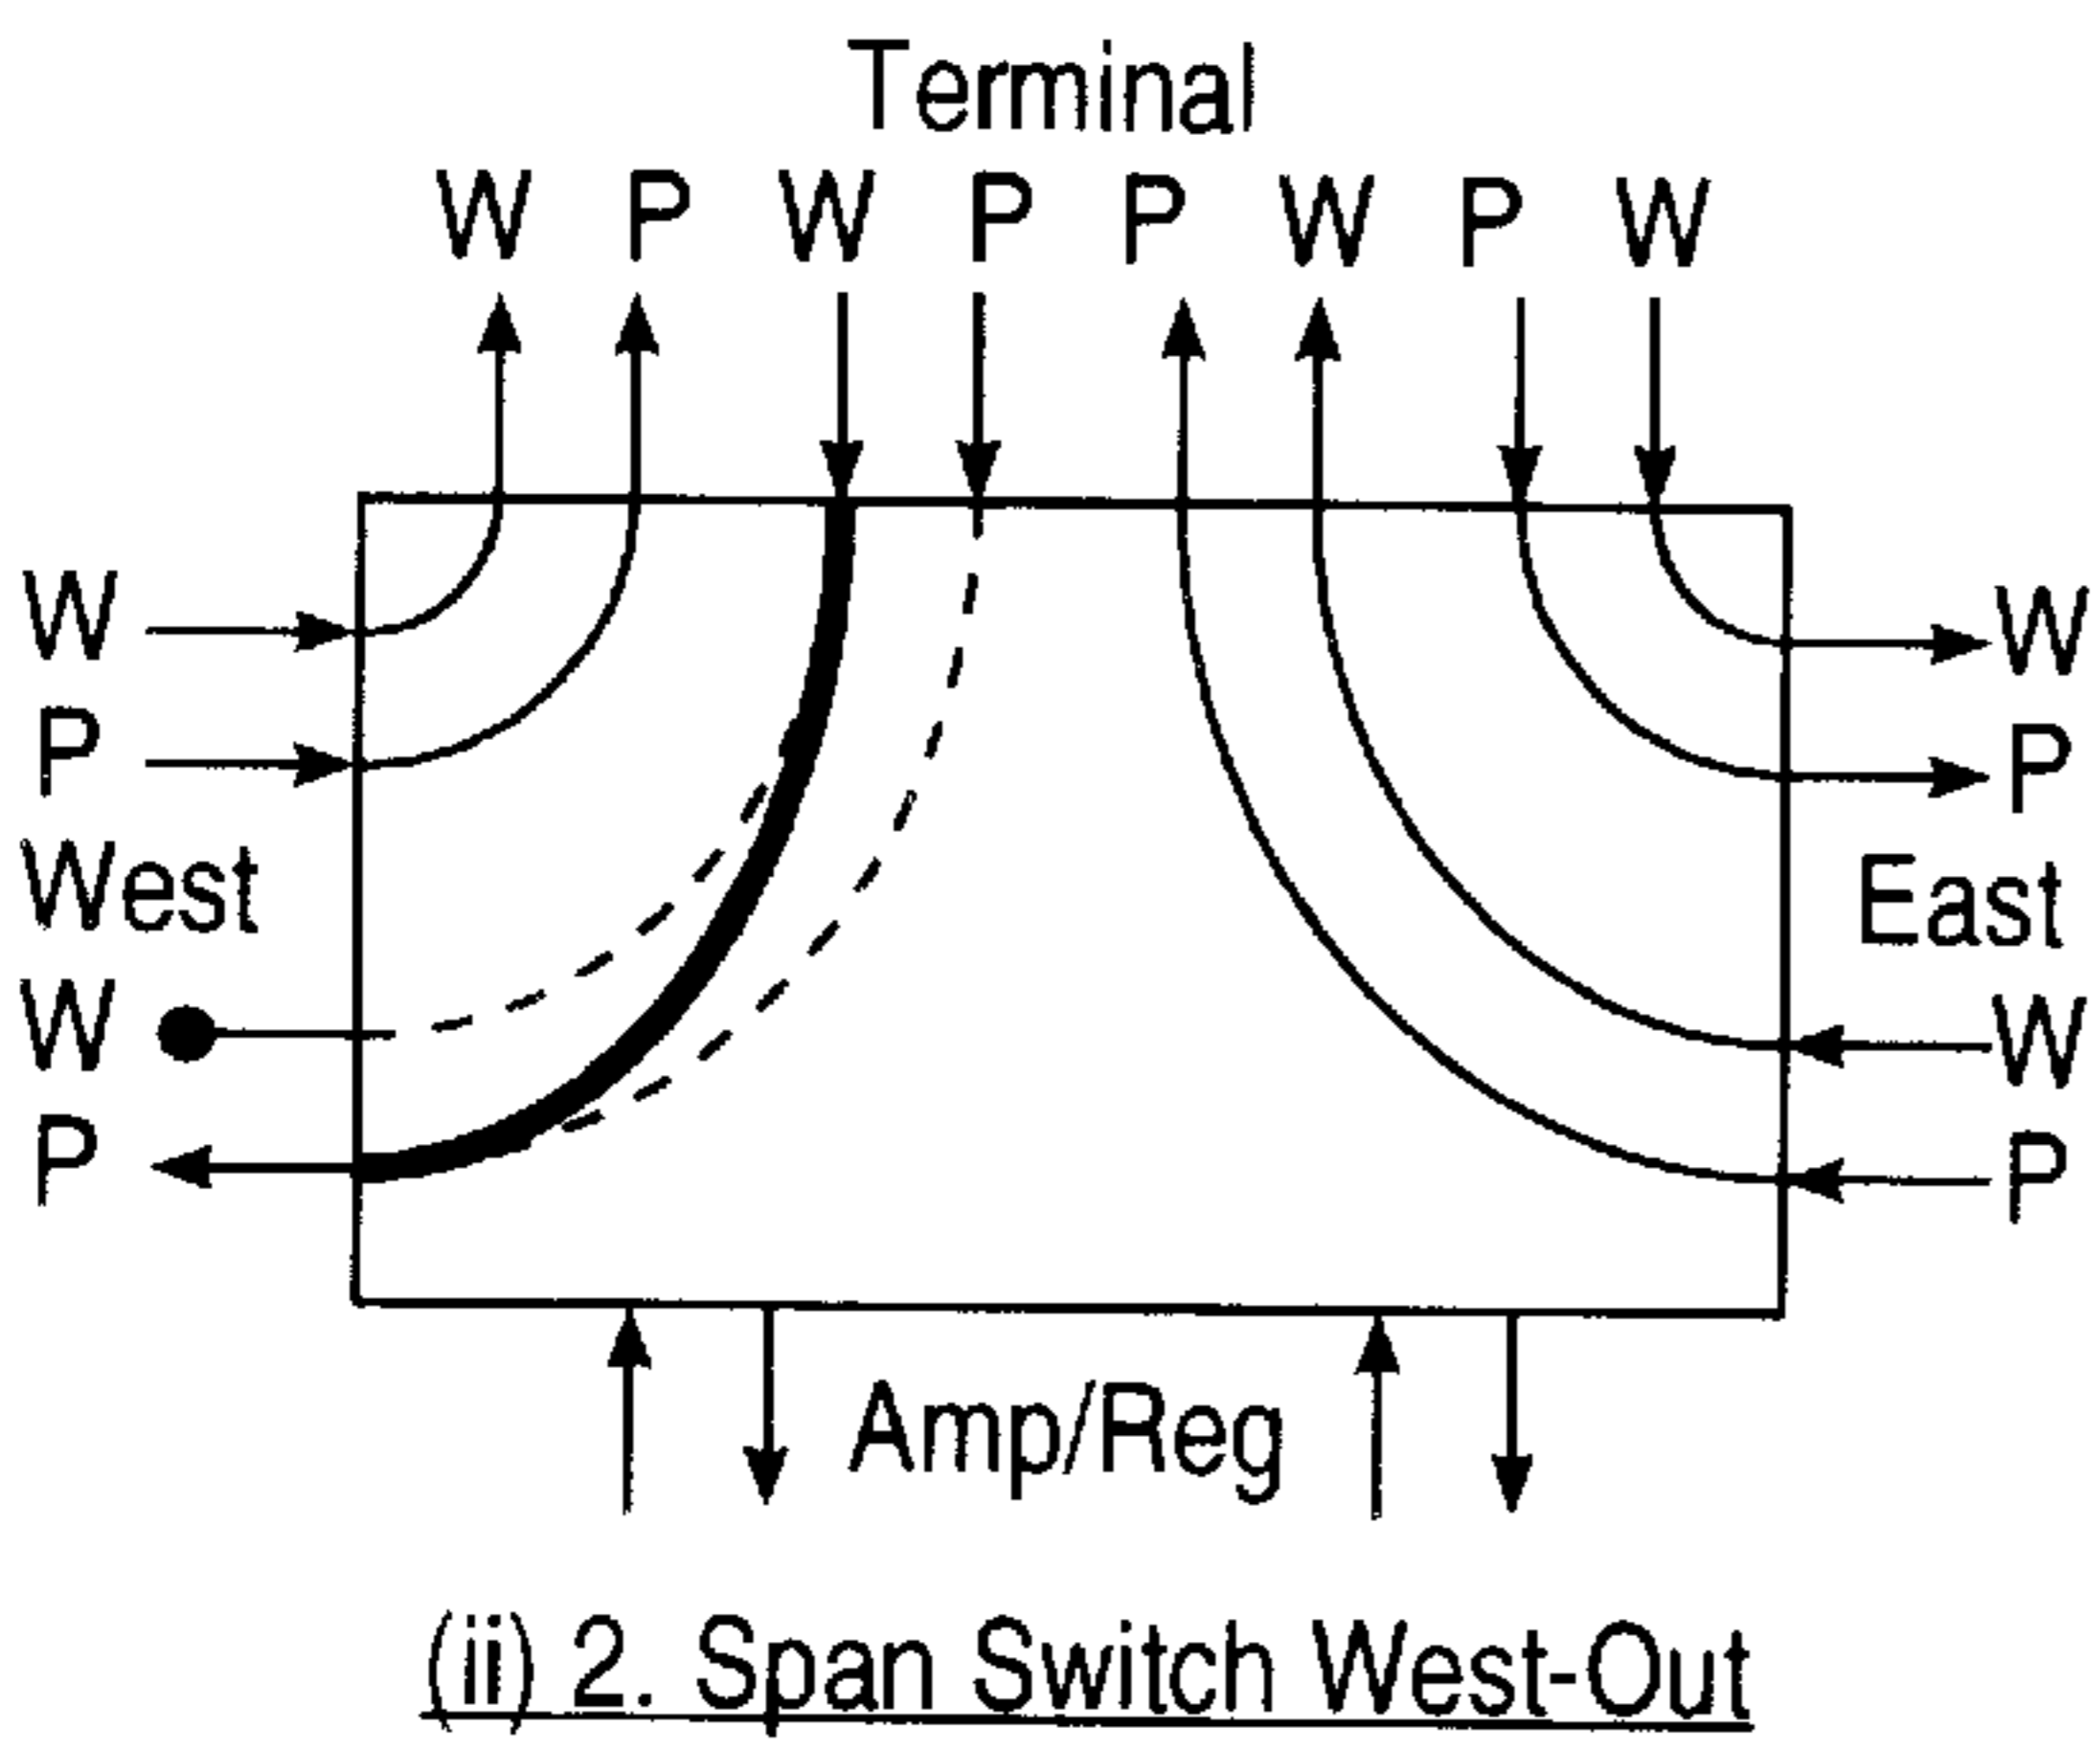 Terminal
W P W P P W P W
W W
P P
West East
W W
P P
Amp/Reg
(ii) 2. Span Switch West-Out